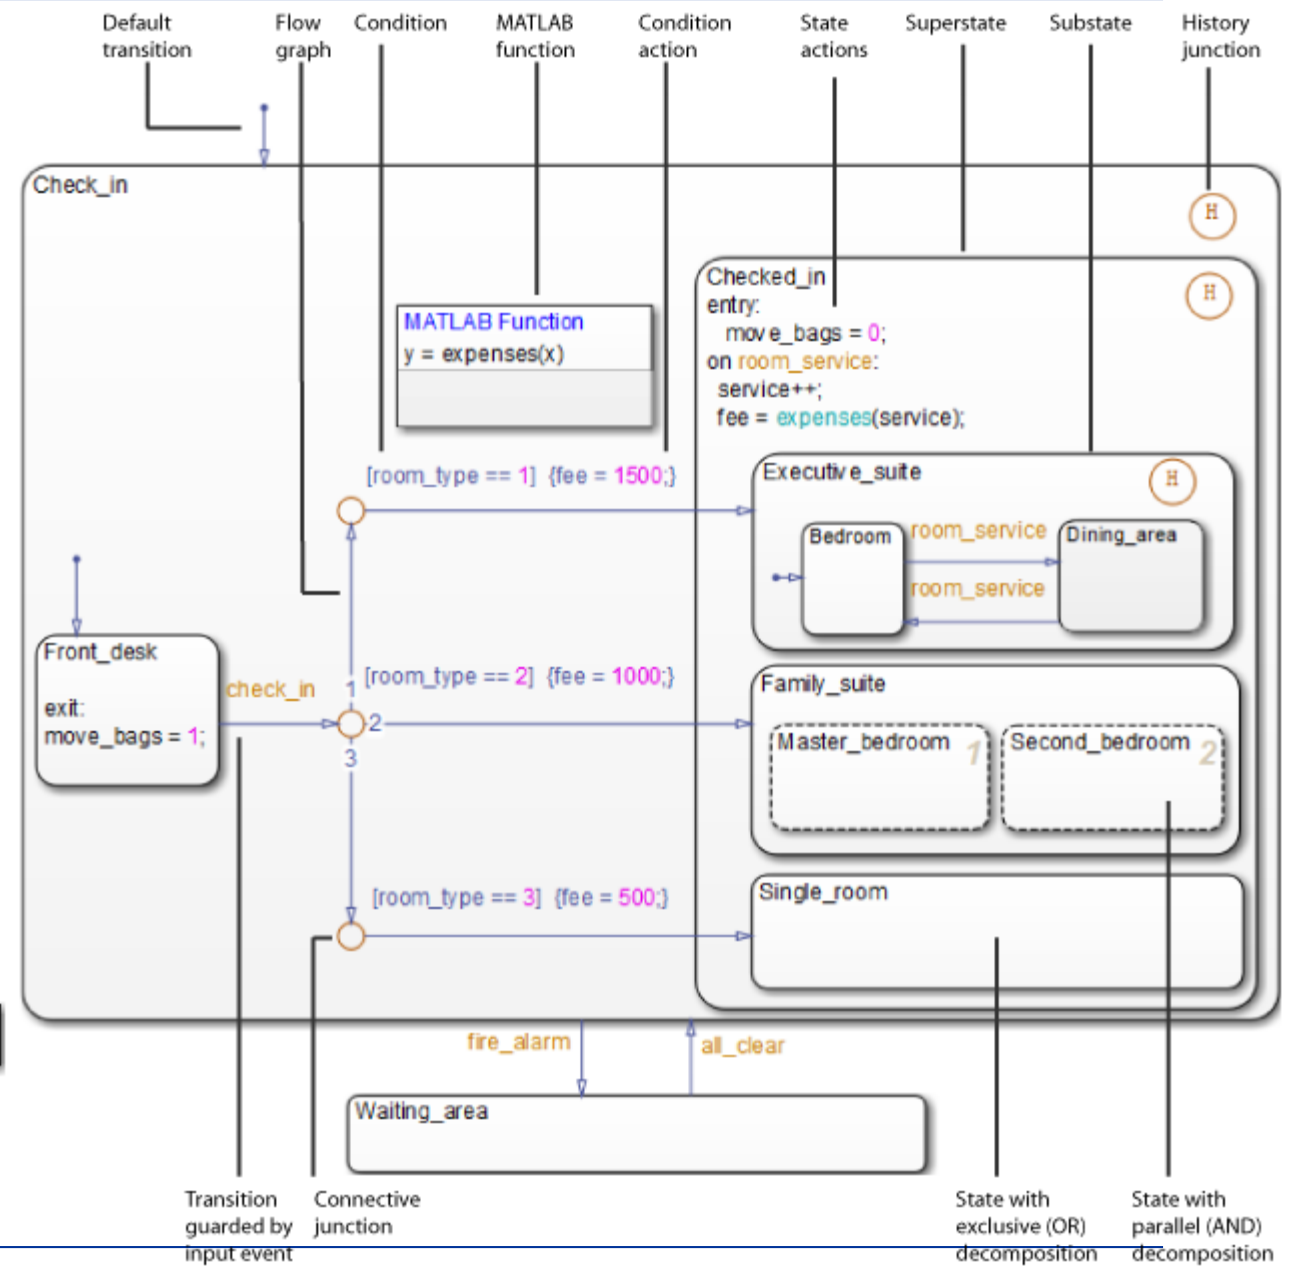 Default
transition
Flow
graph
Condition
MATLAB
function
Condition
action
State
actions
Superstate
Substate
History
junction
Check_in
H
Checked_in
H
entry:
move_bags = 0;
on room_service:
service++;
fee = expenses(service);
MATLAB Function
y = expenses(x)
[room_type == 1] {fee = 1500;}
Executive_suite
H
Bedroom
room_service
Dining_area
room_service
Front_desk
exit:
move_bags = 1;
check_in
1
2
3
[room_type == 2] {fee = 1000;}
Family_suite
Master_bedroom
1
Second_bedroom
2
[room_type == 3] {fee = 500;}
Single_room
fire_alarm
all_clear
Waiting_area
Transition
guarded by
input event
Connective
junction
State with
exclusive (OR)
decomposition
State with
parallel (AND)
decomposition